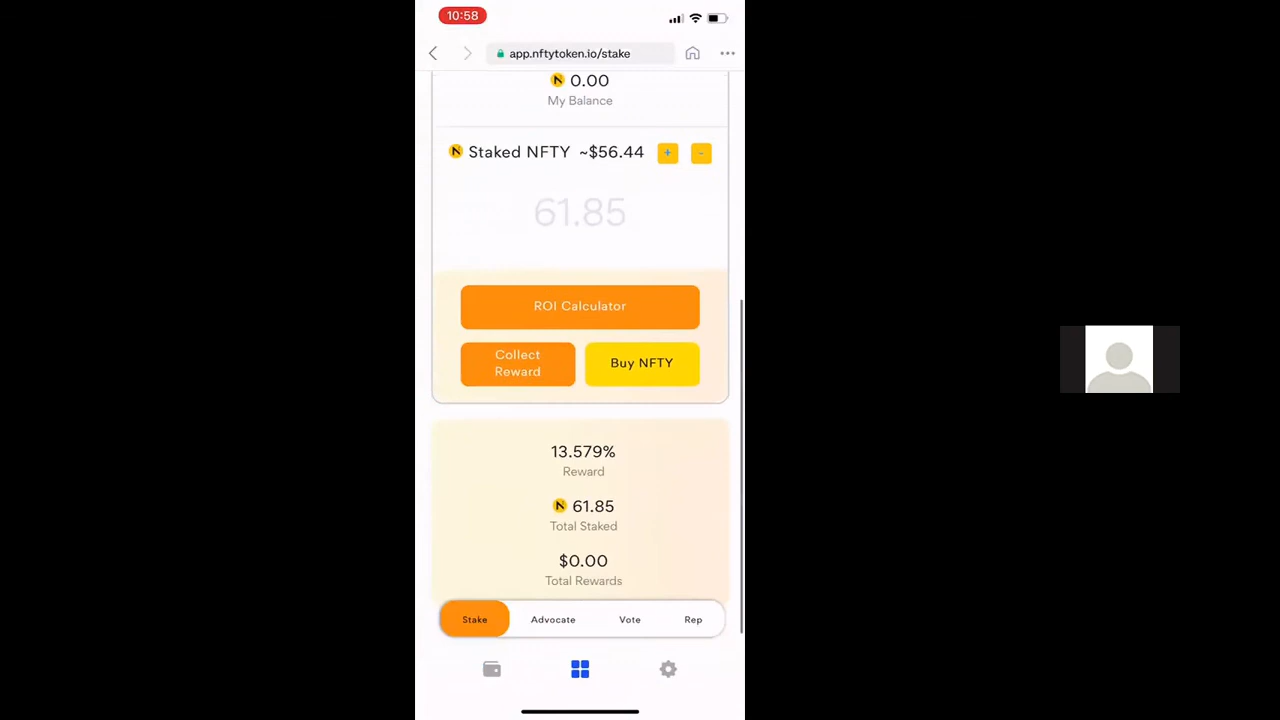 10:58
app.nftytoken.io/stake
0.00
My Balance
Staked NFTY ~$56.44 + -
61.85
ROI Calculator
Collect
Reward
Buy NFTY
13.579%
Reward
61.85
Total Staked
$0.00
Total Rewards
Stake Advocate Vote Rep